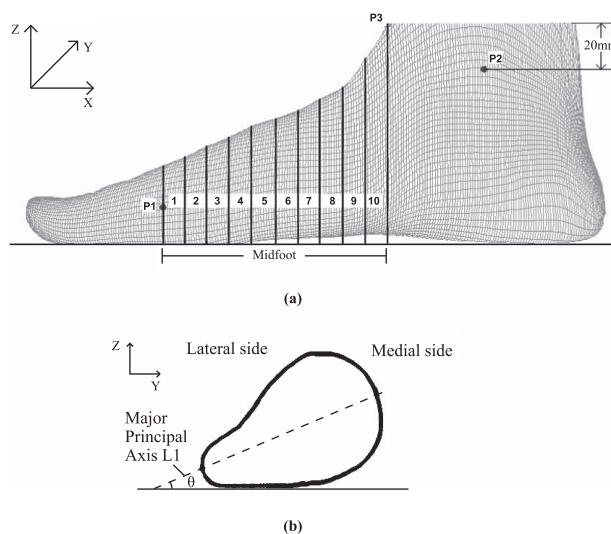 Z
Y
X
P3
P2
20mm
P1
1 2 3 4 5 6 7 8 9 10
Midfoot
(a)
Z
Y
Lateral side
Medial side
Major
Principal
Axis L1
θ
(b)